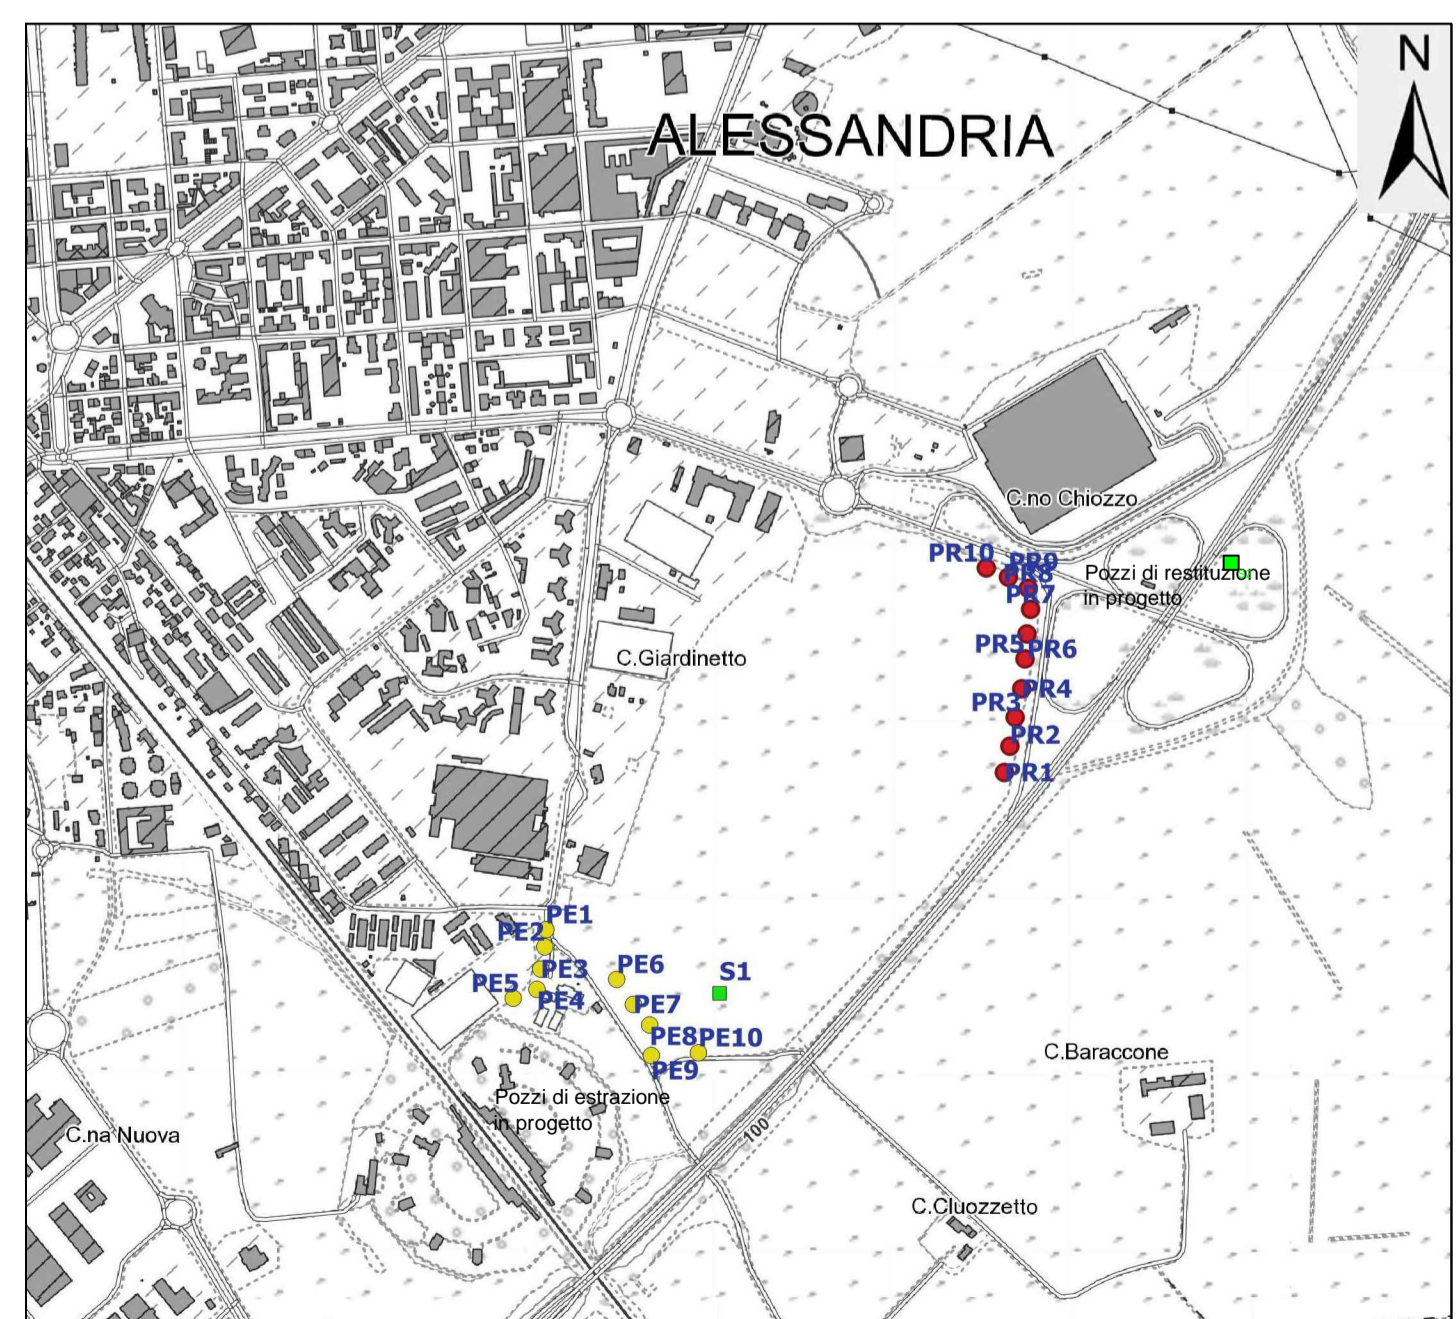 N
ALESSANDRIA
C.no Chiozzo
PR10
PR9
PR8
Pozzi di restituzione
in progetto
PR7
PR5
PR6
C.Giardinetto
PR4
PR3
PR2
PR1
PE1
PE2
PE6
S1
PE3
PE5
PE4
PE7
PE8
PE10
C.Baraccone
PE9
Pozzi di estrazione
in progetto
100
C.na Nuova
C.Cluozzetto